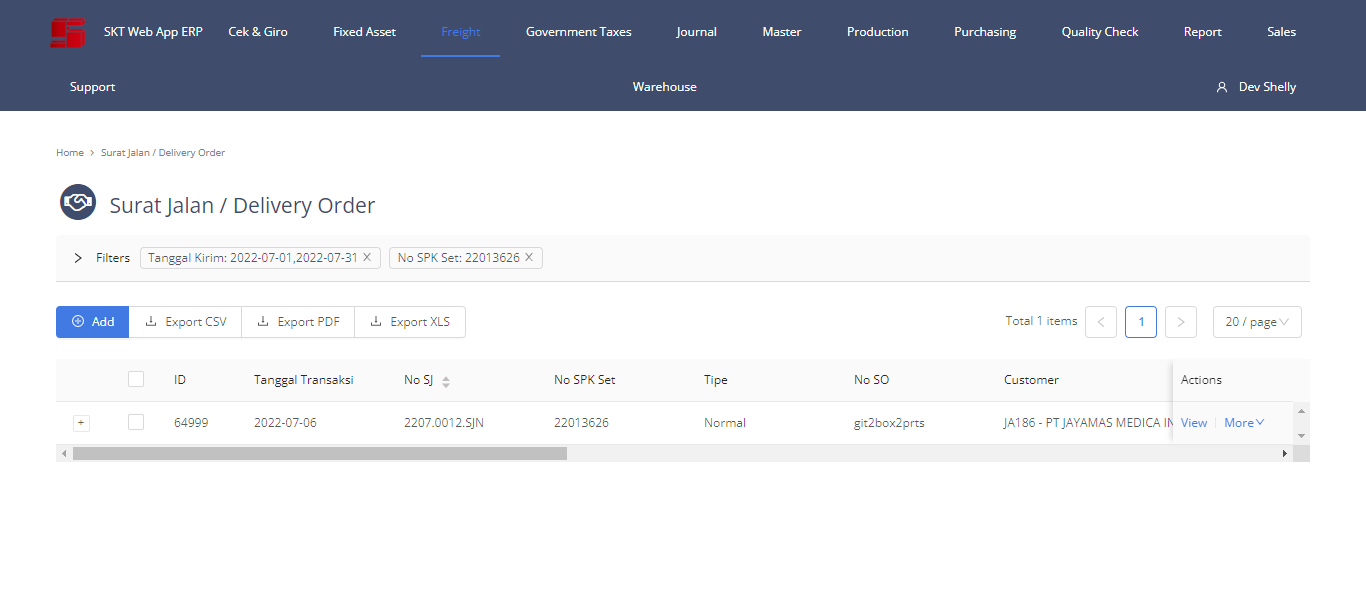 SKT Web App ERP Cek & Giro Fixed Asset Freight Government Taxes Journal Master Production Purchasing Quality Check Report Sales
Support Warehouse Dev Shelly
Home > Surat Jalan / Delivery Order
Surat Jalan / Delivery Order
Filters Tanggal Kirim: 2022-07-01,2022-07-31 No SPK Set: 22013626
Add Export CSV Export PDF Export XLS Total 1 items < 1 > 20 / page
ID Tanggal Transaksi No SJ No SPK Set Tipe No SO Customer Actions
+ 64999 2022-07-06 2207.0012.SJN 22013626 Normal git2box2prts JA186 - PT JAYAMAS MEDICA IN View More